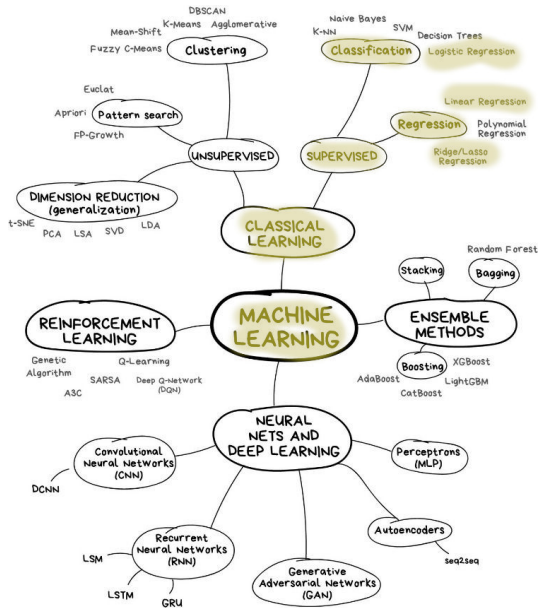 DBSCAN
Mean-Shift
K-Means
Agglomerative
Fuzzy C-Means
Clustering
Naive Bayes
K-NN
SVM
Decision Trees
Classification
Logistic Regression
Euclat
Apriori
Pattern search
FP-Growth
Linear Regression
Regression
Polynomial
Regression
Ridge/Lasso
Regression
UNSUPERVISED
SUPERVISED
DIMENSION REDUCTION
(generalization)
t-SNE
PCA
LSA
SVD
LDA
CLASSICAL
LEARNING
Random Forest
Stacking
Bagging
REINFORCEMENT
LEARNING
MACHINE
LEARNING
ENSEMBLE
METHODS
Genetic
Algorithm
Q-Learning
SARSA
Deep Q-Network
(DQN)
A3C
Boosting
XGBoost
AdaBoost
LightGBM
CatBoost
NEURAL
NETS AND
DEEP LEARNING
Convolutional
Neural Networks
(CNN)
DCNN
Perceptrons
(MLP)
Recurrent
Neural Networks
(RNN)
LSM
LSTM
GRU
Autoencoders
seq2seq
Generative
Adversarial Networks
(GAN)